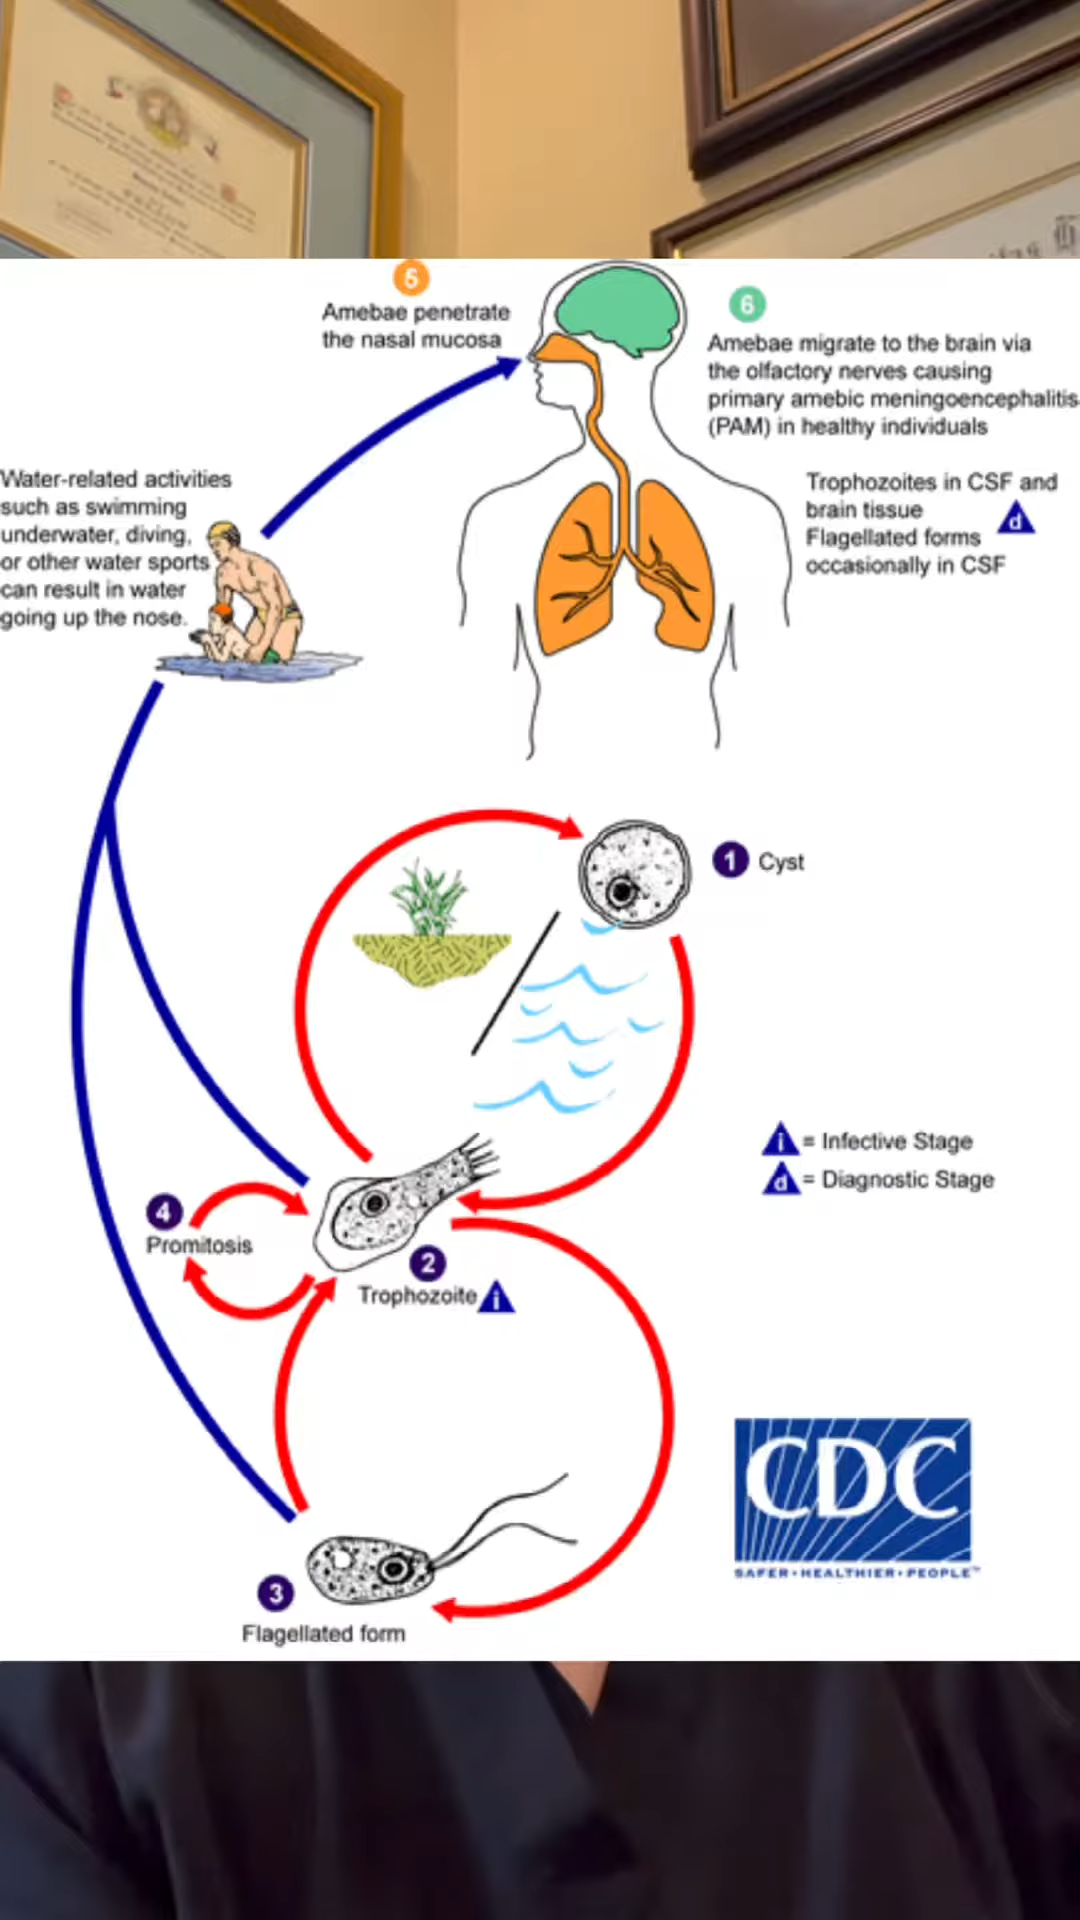 5
Amebae penetrate
the nasal mucosa
6
Amebae migrate to the brain via
the olfactory nerves causing
primary amebic meningoencephalitis
(PAM) in healthy individuals
Trophozoites in CSF and
brain tissue
Flagellated forms
occasionally in CSF
d
Water-related activities
such as swimming
underwater, diving,
or other water sports
can result in water
going up the nose.
1 Cyst
i = Infective Stage
d = Diagnostic Stage
4
Promitosis
2
Trophozoite i
CDC
SAFER • HEALTHIER • PEOPLE™
3
Flagellated form